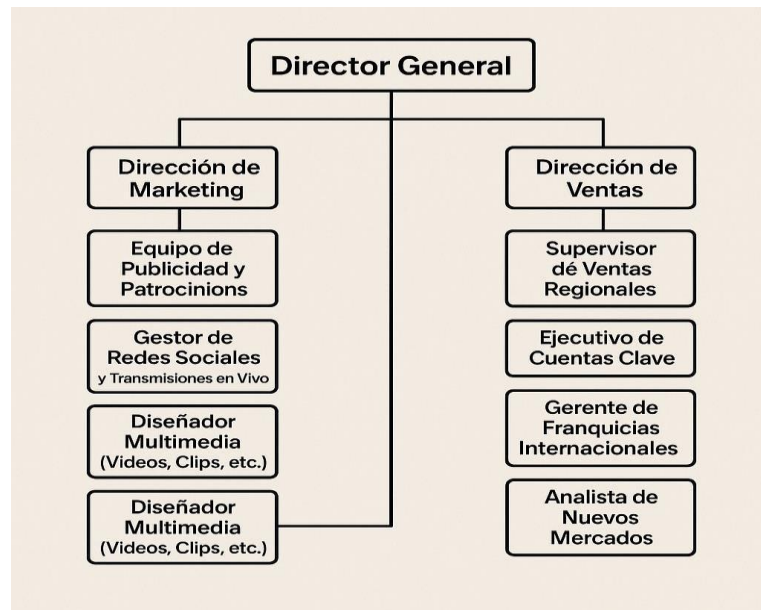 Director General
Dirección de
Marketing
Equipo de
Publicidad y
Patrocinions
Gestor de
Redes Sociales
y Transmisiones en Vivo
Diseñador
Multimedia
(Videos, Clips, etc.)
Diseñador
Multimedia
(Videos, Clips, etc.)
Dirección de
Ventas
Supervisor
dé Ventas
Regionales
Ejecutivo de
Cuentas Clave
Gerente de
Franquicias
Internacionales
Analista de
Nuevos
Mercados